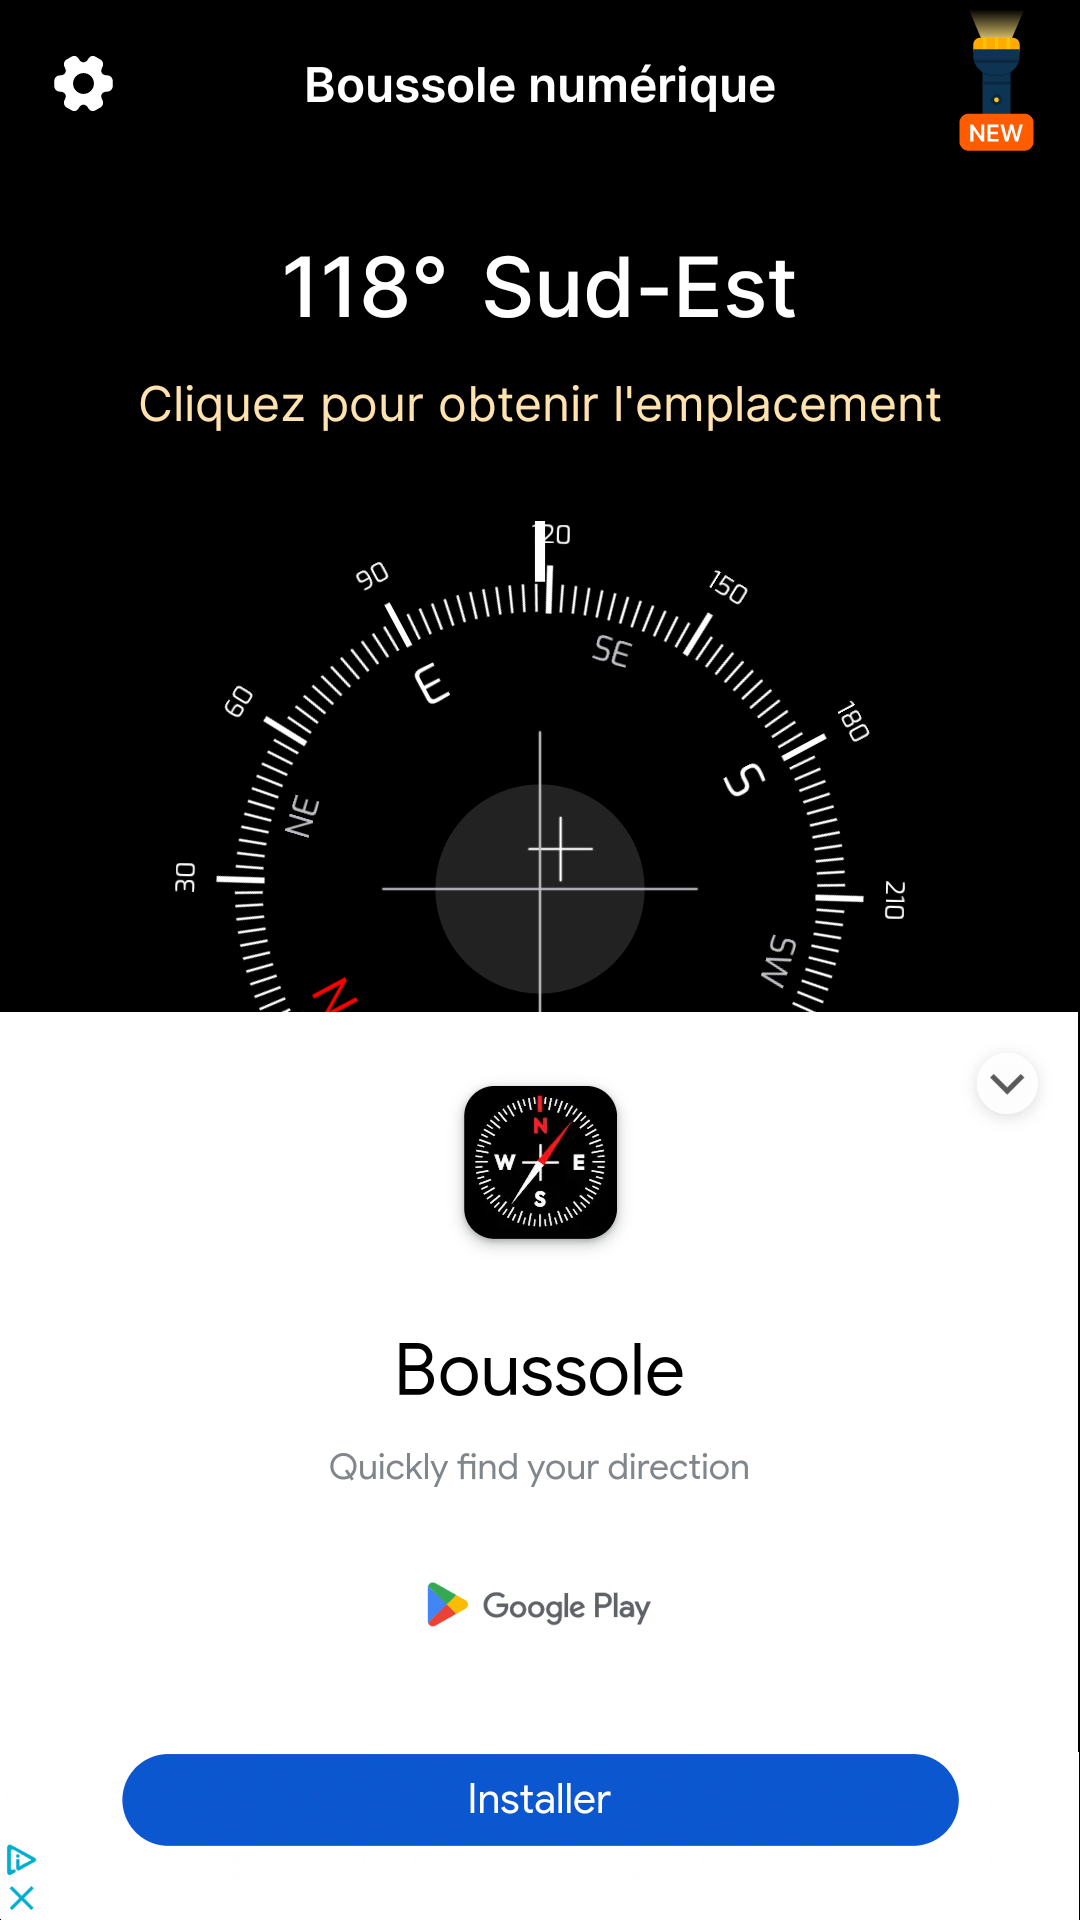 Boussole numérique
NEW
118° Sud-Est
Cliquez pour obtenir l'emplacement
120
90
150
SE
E
60
180
S
NE
30
210
SW
N
N
W E
S
Boussole
Quickly find your direction
Google Play
Installer